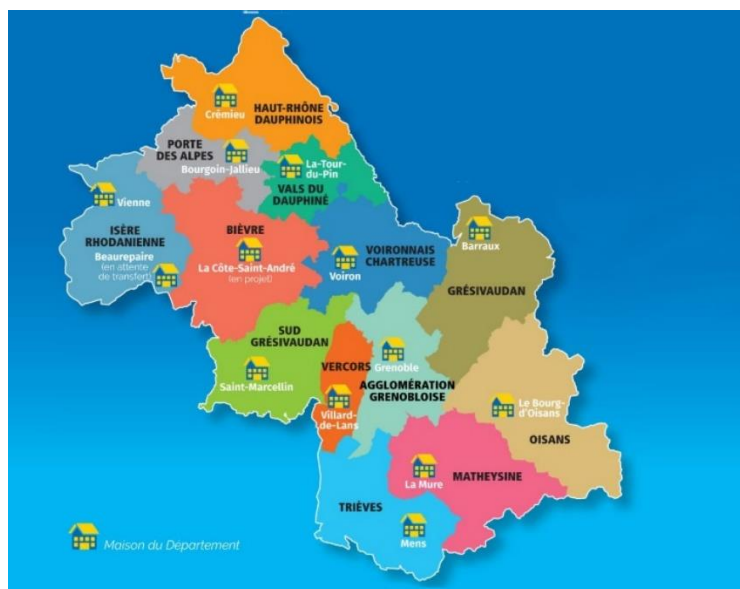 Crémieu
HAUT-RHÔNE
DAUPHINOIS
PORTE
DES ALPES
Bourgoin-Jallieu
La-Tour-
du-Pin
VALS DU
DAUPHINÉ
Vienne
ISÈRE
RHODANIENNE
Beaurepaire
(en attente
de transfert)
BIÈVRE
La Côte-Saint-André
(en projet)
VOIRONNAIS
CHARTREUSE
Voiron
Barraux
GRÉSIVAUDAN
SUD
GRÉSIVAUDAN
Saint-Marcellin
VERCORS
Villard-
de-Lans
Grenoble
AGGLOMÉRATION
GRENOBLOISE
Le Bourg-
d'Oisans
OISANS
MATHEYSINE
La Mure
TRIÈVES
Mens
Maison du Département